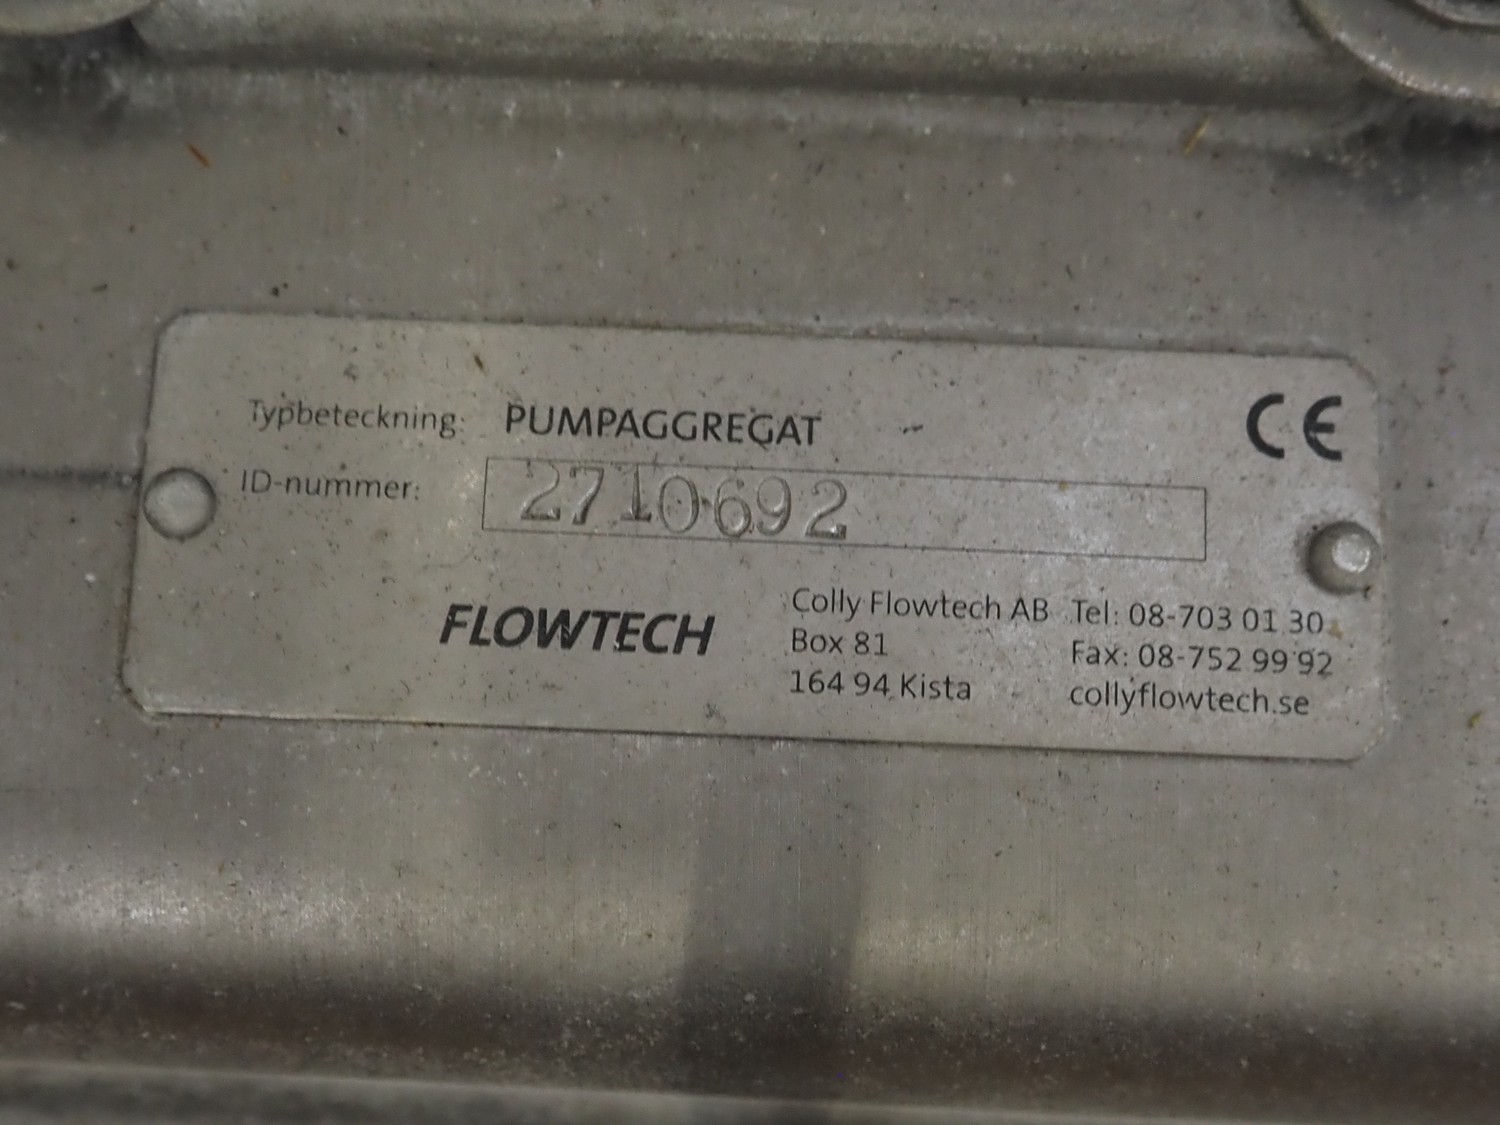 Typbeteckning: PUMPAGGREGAT
CE
ID-nummer: 2710692
FLOWTECH
Colly Flowtech AB
Box 81
164 94 Kista
Tel: 08-703 01 30
Fax: 08-752 99 92
collyflowtech.se